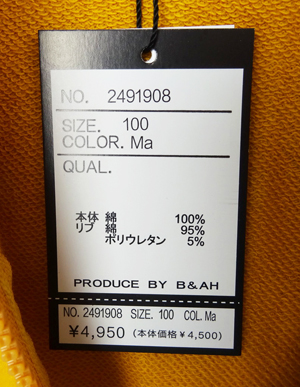 NO. 2491908
SIZE. 100
COLOR. Ma
QUAL.
本体 綿 100%
リブ 綿 95%
ポリウレタン 5%
PRODUCE BY B&AH
NO. 2491908 SIZE. 100 COL. Ma
¥4,950 (本体価格¥4,500)